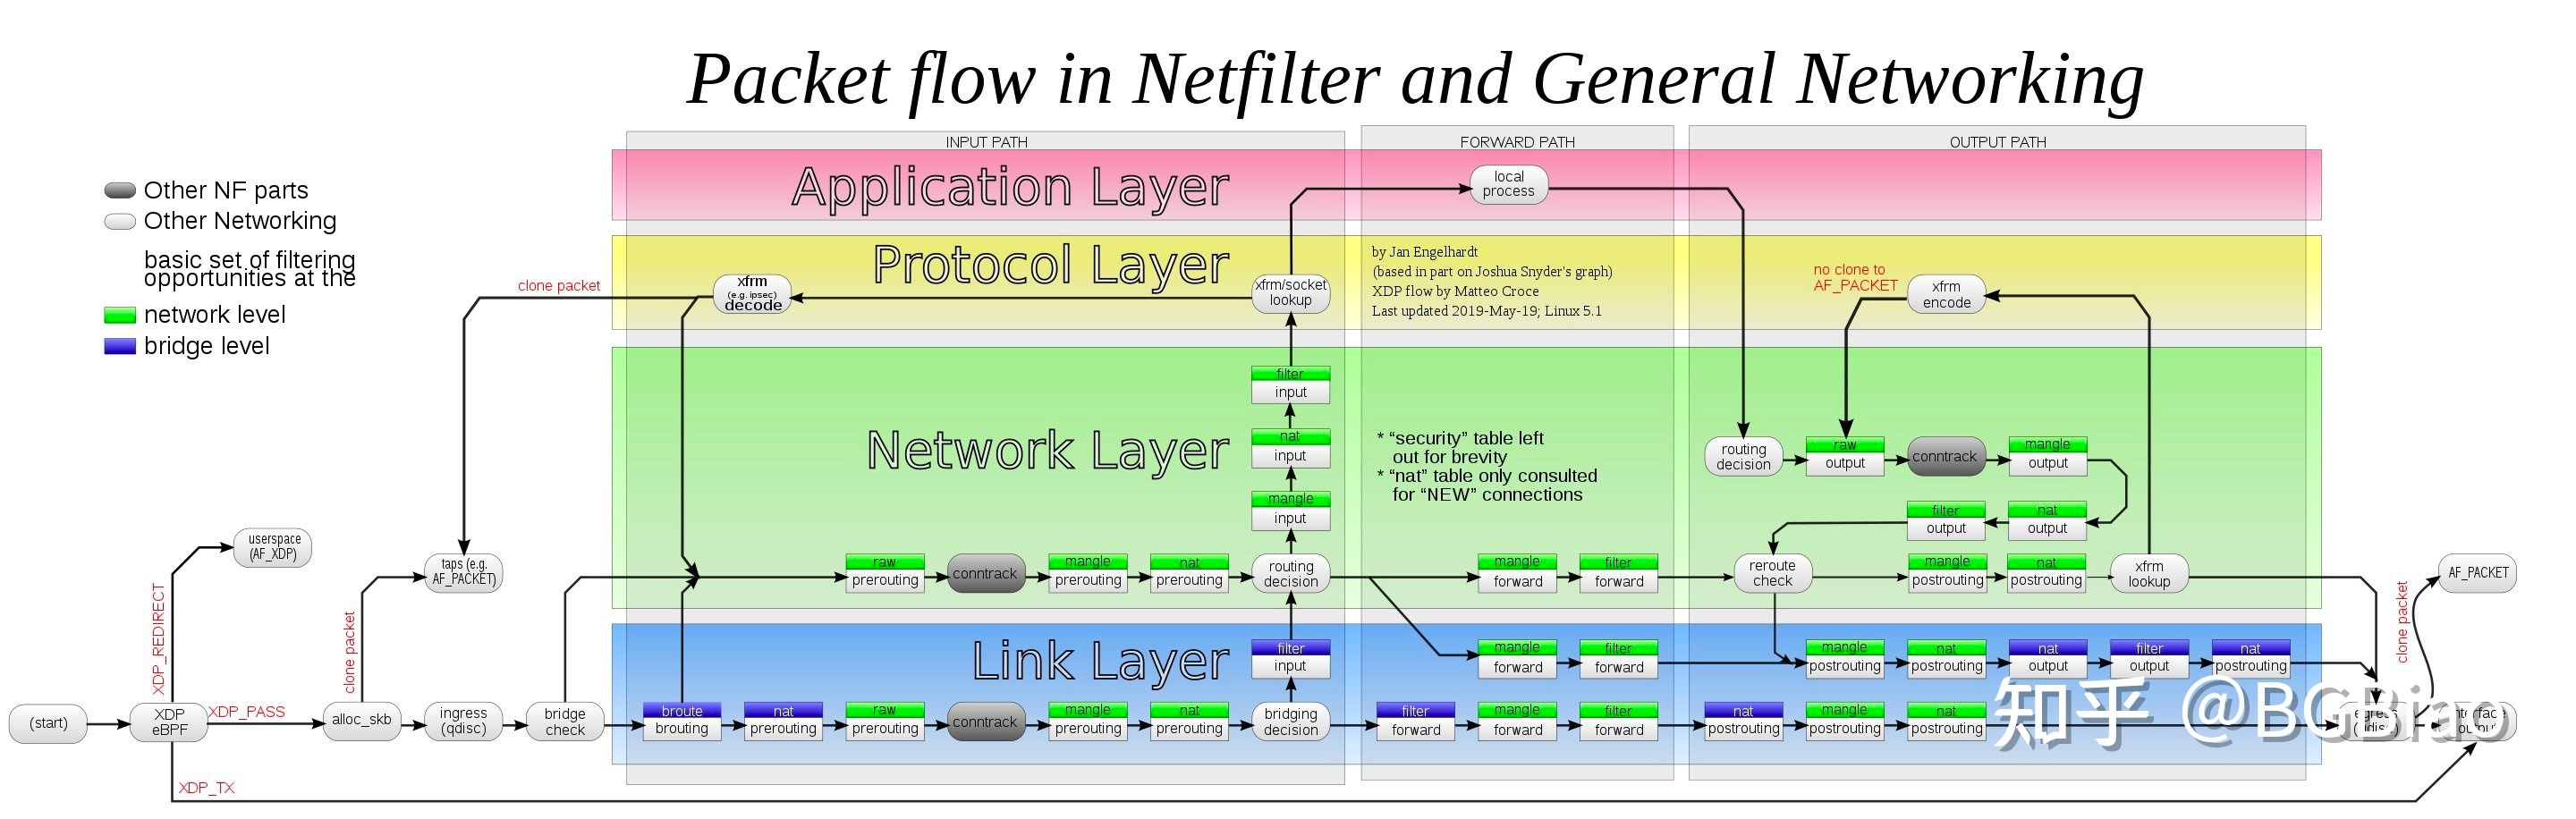 Packet flow in Netfilter and General Networking
INPUT PATH
FORWARD PATH
OUTPUT PATH
Application Layer
local
process
Other NF parts
Other Networking
basic set of filtering
opportunities at the
network level
bridge level
Protocol Layer
clone packet
xfrm
(e.g. ipsec)
decode
xfrm/socket
lookup
by Jan Engelhardt
(based in part on Joshua Snyder's graph)
XDP flow by Matteo Croce
Last updated 2019-May-19; Linux 5.1
no clone to
AF_PACKET
xfrm
encode
Network Layer
filter
input
nat
input
mangle
input
* “security” table left
out for brevity
* “nat” table only consulted
for “NEW” connections
routing
decision
raw
output
conntrack
mangle
output
filter
output
nat
output
userspace
(AF_XDP)
taps (e.g.
AF_PACKET)
raw
prerouting
conntrack
mangle
prerouting
nat
prerouting
routing
decision
mangle
forward
filter
forward
reroute
check
mangle
postrouting
nat
postrouting
xfrm
lookup
AF_PACKET
XDP_REDIRECT
clone packet
clone packet
Link Layer
filter
input
mangle
forward
filter
forward
mangle
postrouting
nat
postrouting
nat
output
filter
output
nat
postrouting
(start)
XDP
eBPF
XDP_PASS
alloc_skb
ingress
(qdisc)
bridge
check
broute
brouting
nat
prerouting
raw
prerouting
conntrack
mangle
prerouting
nat
prerouting
bridging
decision
filter
forward
mangle
forward
filter
forward
nat
postrouting
mangle
postrouting
nat
postrouting
egress
(qdisc)
interface
output
XDP_TX
知乎 @BGBiao